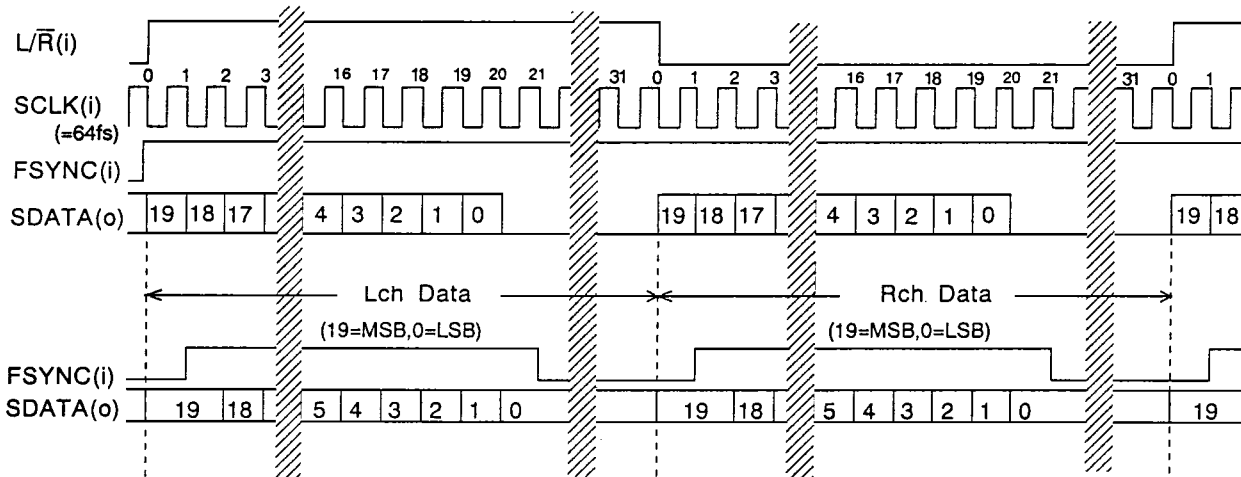 L/R̅(i)
0 1 2 3 16 17 18 19 20 21 31 0 1 2 3 16 17 18 19 20 21 31 0 1
SCLK(i)
(=64fs)
FSYNC(i)
SDATA(o) 19 18 17 4 3 2 1 0 19 18 17 4 3 2 1 0 19 18
Lch Data Rch Data
(19=MSB,0=LSB) (19=MSB,0=LSB)
FSYNC(i)
SDATA(o) 19 18 5 4 3 2 1 0 19 18 5 4 3 2 1 0 19